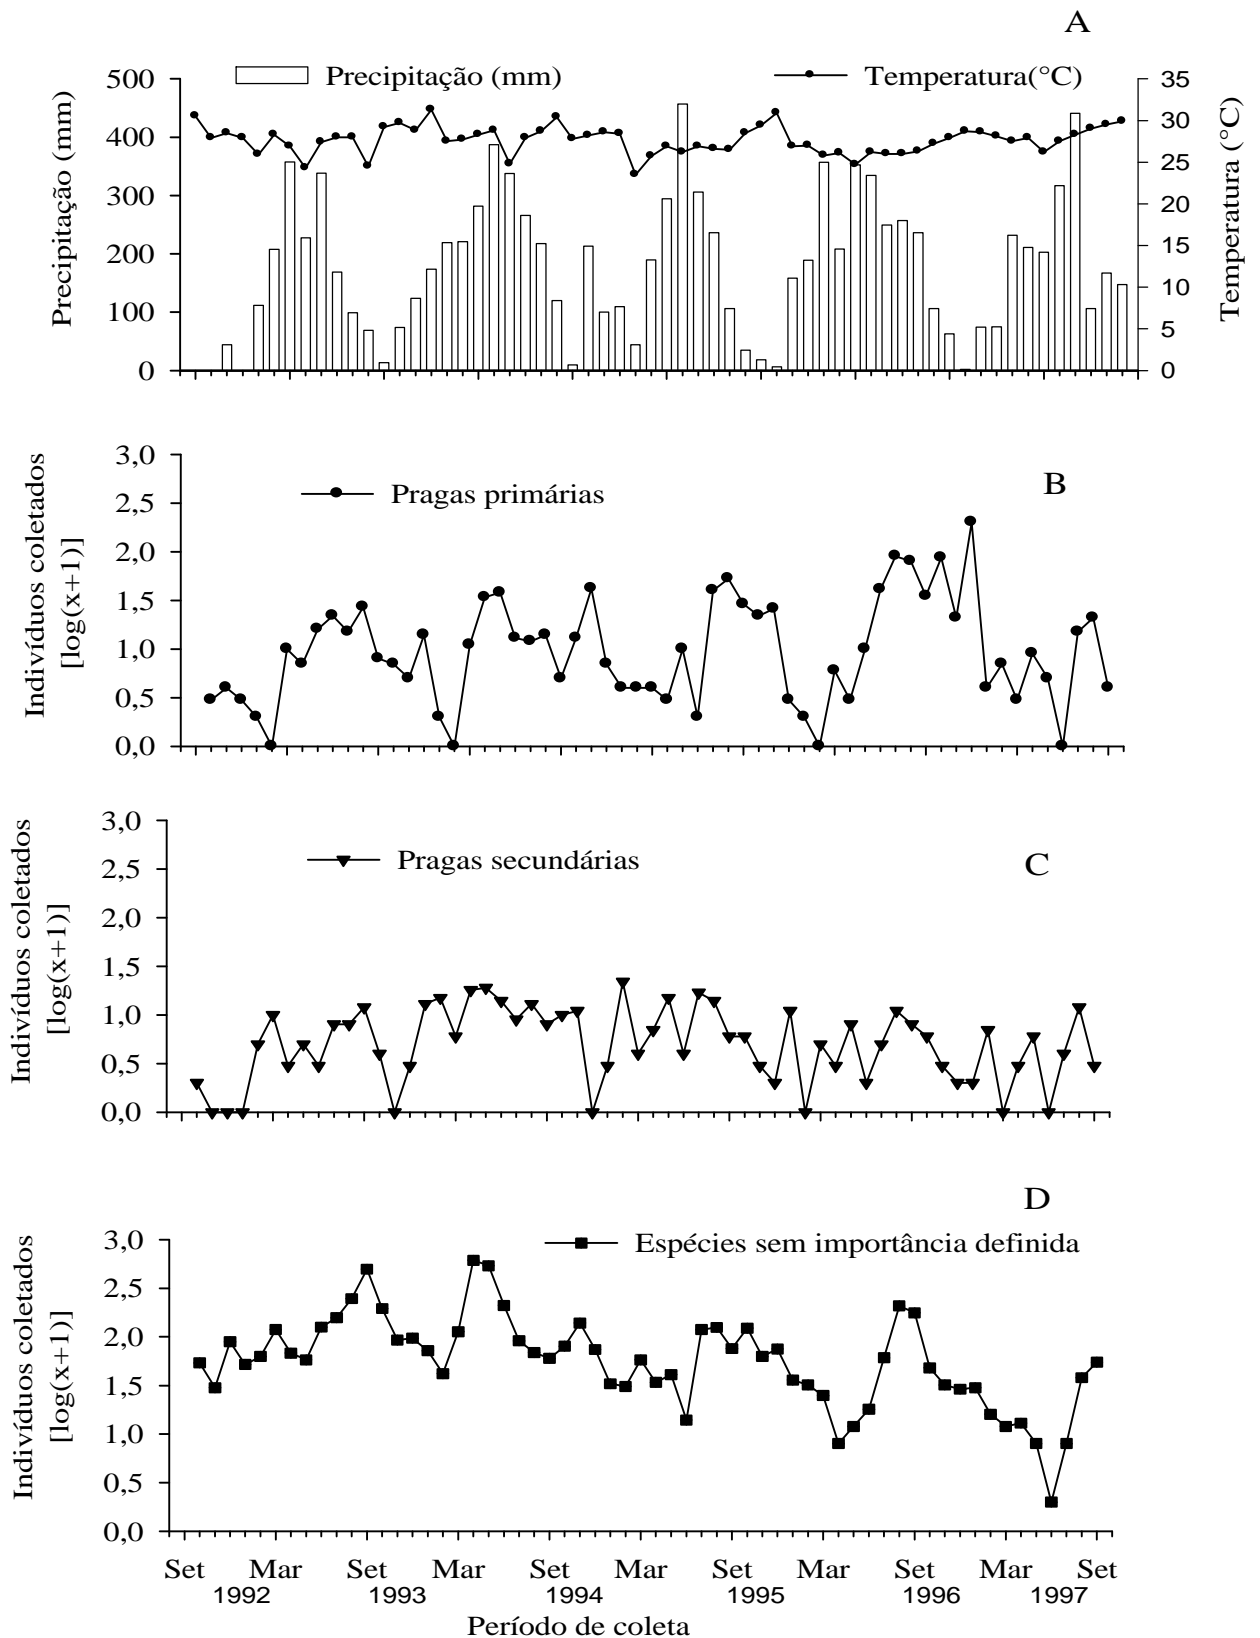 A
Precipitação (mm)
Temperatura(°C)
500
400
300
200
100
0
Precipitação (mm)
35
30
25
20
15
10
5
0
Temperatura (°C)
B
Pragas primárias
3,0
2,5
2,0
1,5
1,0
0,5
0,0
Indivíduos coletados
[log(x+1)]
C
Pragas secundárias
3,0
2,5
2,0
1,5
1,0
0,5
0,0
Indivíduos coletados
[log(x+1)]
D
Espécies sem importância definida
3,0
2,5
2,0
1,5
1,0
0,5
0,0
Indivíduos coletados
[log(x+1)]
Set Mar Set Mar Set Mar Set Mar Set Mar Set
1992 1993 1994 1995 1996 1997
Período de coleta